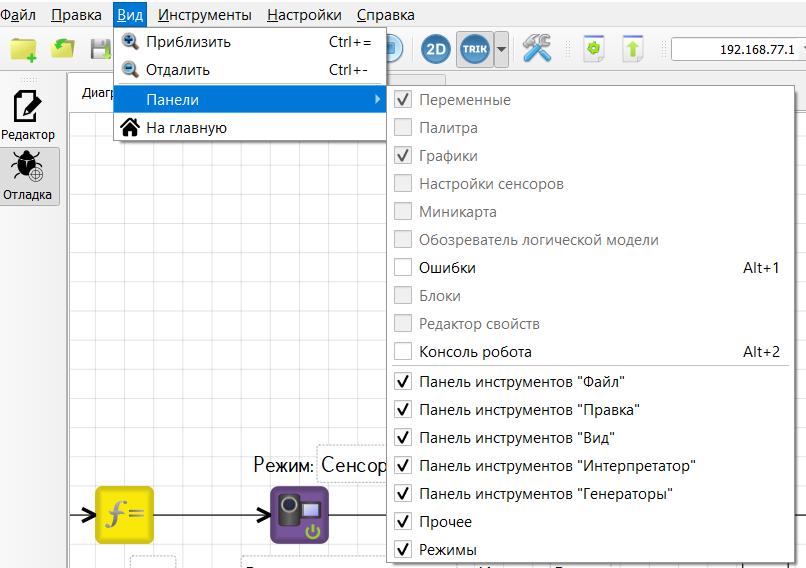 Файл Правка Вид Инструменты Настройки Справка
Приблизить Ctrl+=
Отдалить Ctrl+-
Панели
На главную
2D
TRIK
192.168.77.1
Редактор
Отладка
Переменные
Палитра
Графики
Настройки сенсоров
Миникарта
Обозреватель логической модели
Ошибки Alt+1
Блоки
Редактор свойств
Консоль робота Alt+2
Панель инструментов "Файл"
Панель инструментов "Правка"
Панель инструментов "Вид"
Панель инструментов "Интерпретатор"
Панель инструментов "Генераторы"
Прочее
Режимы
Режим: Сенсор
f=